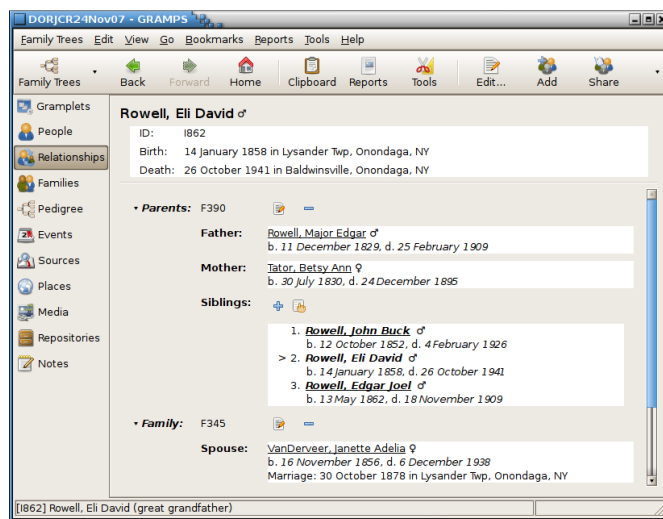 DORJCR24Nov07 - GRAMPS
Family Trees Edit View Go Bookmarks Reports Tools Help
Family Trees Back Forward Home Clipboard Reports Tools Edit... Add Share
Gramplets
People
Relationships
Families
Pedigree
Events
Sources
Places
Media
Repositories
Notes
Rowell, Eli David ♂
ID: I862
Birth: 14 January 1858 in Lysander Twp, Onondaga, NY
Death: 26 October 1941 in Baldwinsville, Onondaga, NY
Parents: F390
Father: Rowell, Major Edgar ♂
b. 11 December 1829, d. 25 February 1909
Mother: Tator, Betsy Ann ♀
b. 30 July 1830, d. 24 December 1895
Siblings:
1. Rowell, John Buck ♂
b. 12 October 1852, d. 4 February 1926
> 2. Rowell, Eli David ♂
b. 14 January 1858, d. 26 October 1941
3. Rowell, Edgar Joel ♂
b. 13 May 1862, d. 18 November 1909
Family: F345
Spouse: VanDerveer, Janette Adelia ♀
b. 16 November 1856, d. 6 December 1938
Marriage: 30 October 1878 in Lysander Twp, Onondaga, NY
[I862] Rowell, Eli David (great grandfather)